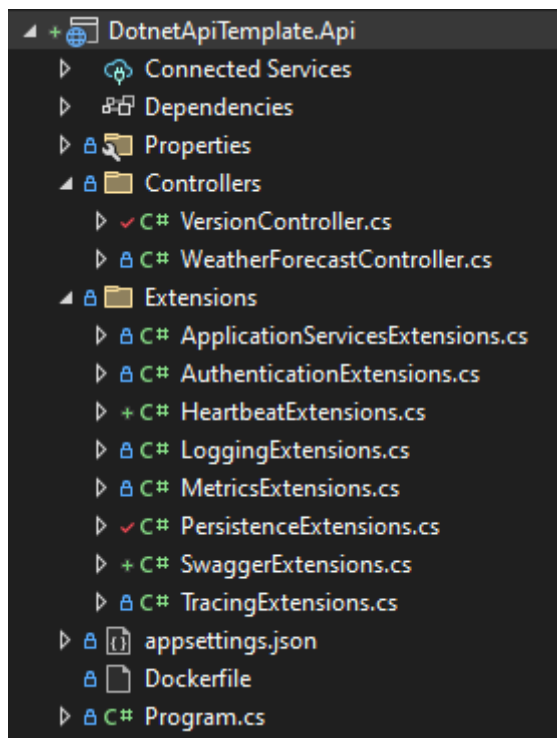 DotnetApiTemplate.Api
Connected Services
Dependencies
Properties
Controllers
C# VersionController.cs
C# WeatherForecastController.cs
Extensions
C# ApplicationServicesExtensions.cs
C# AuthenticationExtensions.cs
C# HeartbeatExtensions.cs
C# LoggingExtensions.cs
C# MetricsExtensions.cs
C# PersistenceExtensions.cs
C# SwaggerExtensions.cs
C# TracingExtensions.cs
appsettings.json
Dockerfile
C# Program.cs